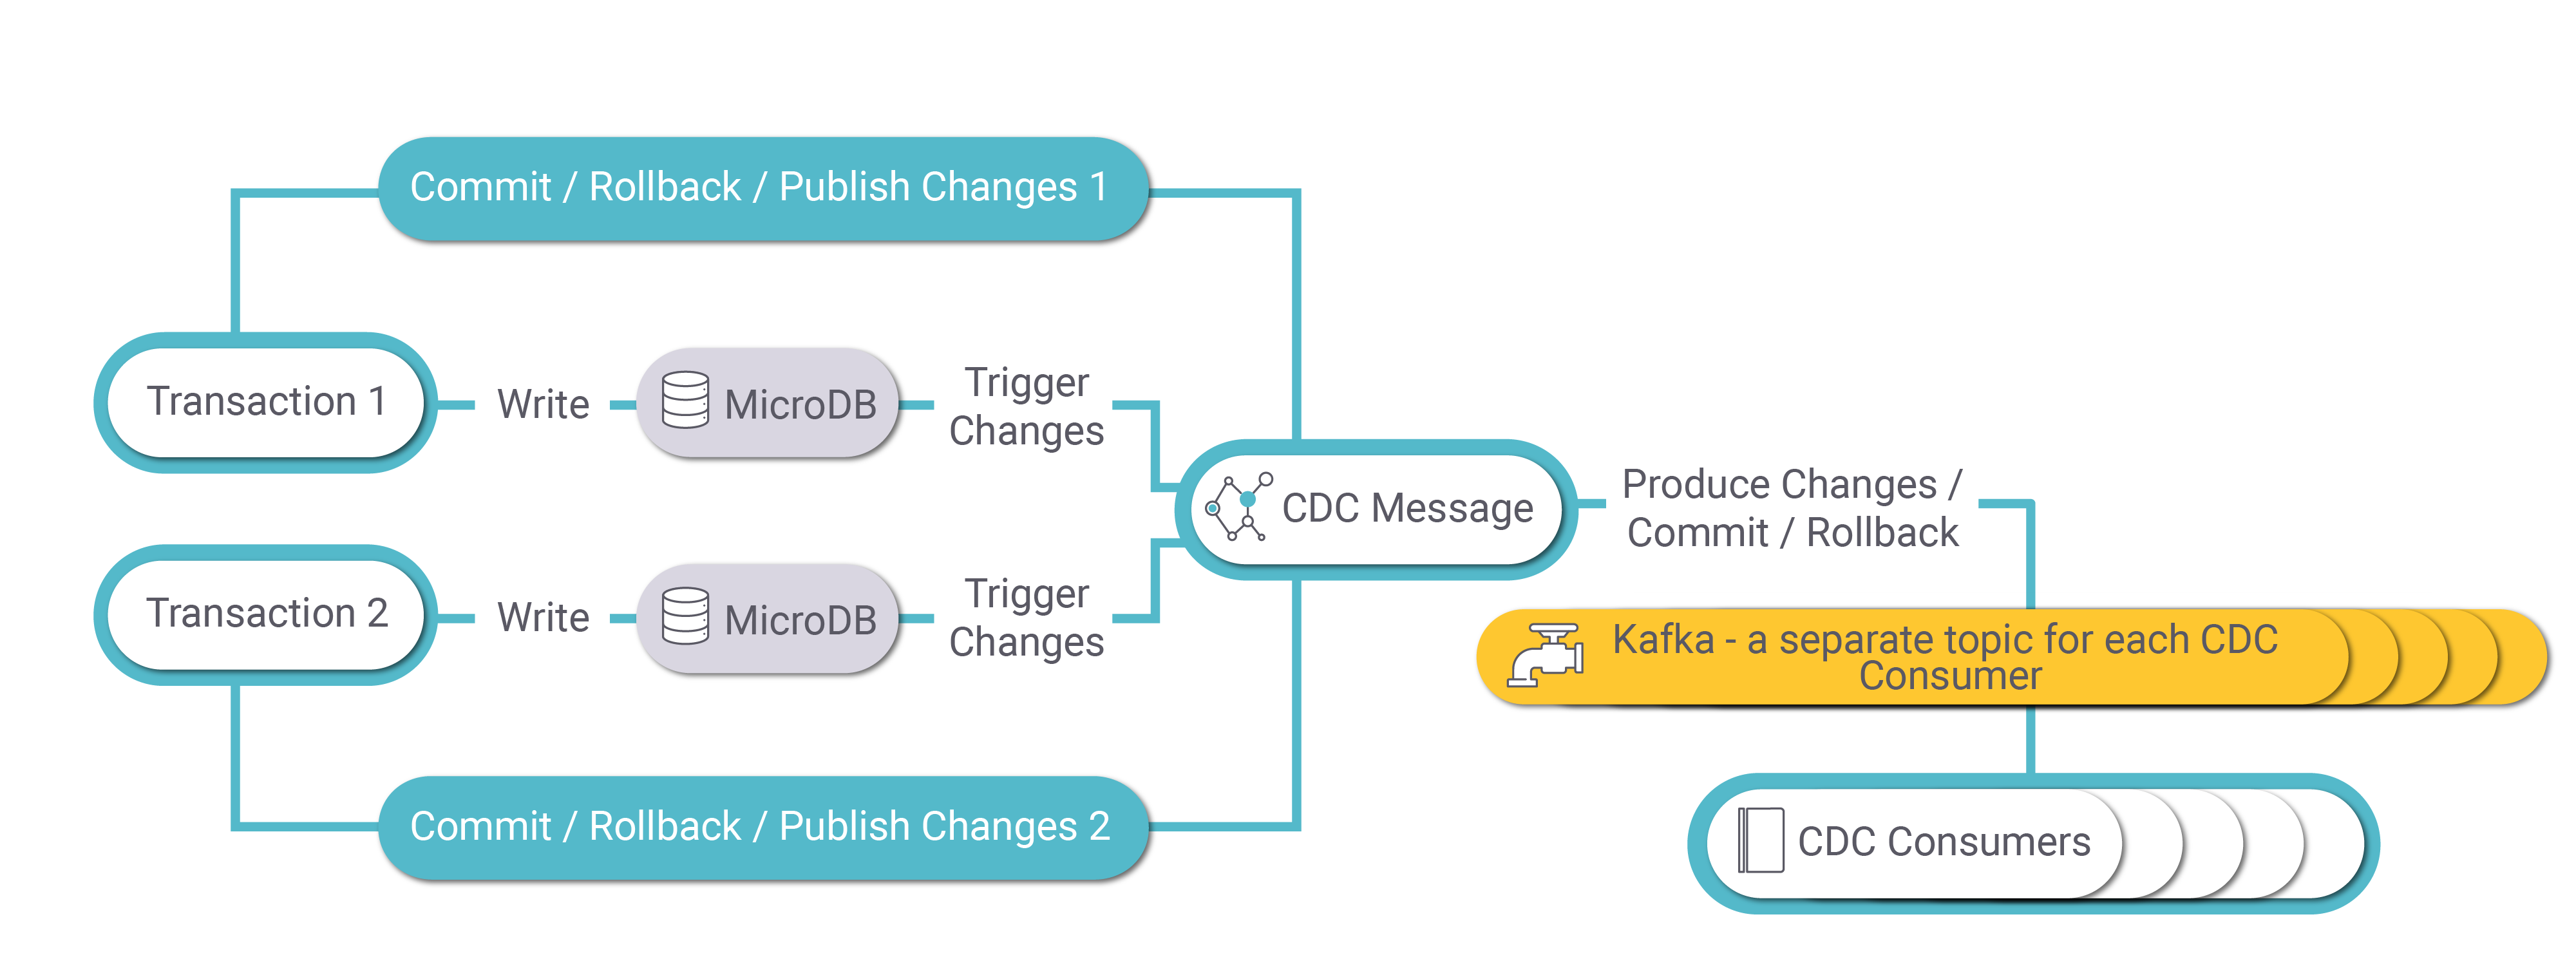 Commit / Rollback / Publish Changes 1
Transaction 1
Write
MicroDB
Trigger
Changes
Transaction 2
Write
MicroDB
Trigger
Changes
Commit / Rollback / Publish Changes 2
CDC Message
Produce Changes /
Commit / Rollback
Kafka - a separate topic for each CDC
Consumer
CDC Consumers